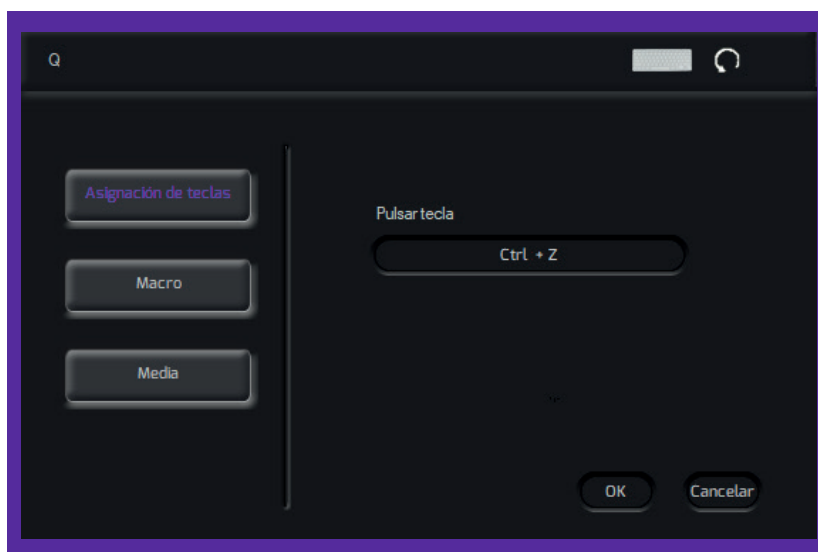 Q
Asignación de teclas
Macro
Media
Pulsar tecla
Ctrl + Z
OK
Cancelar